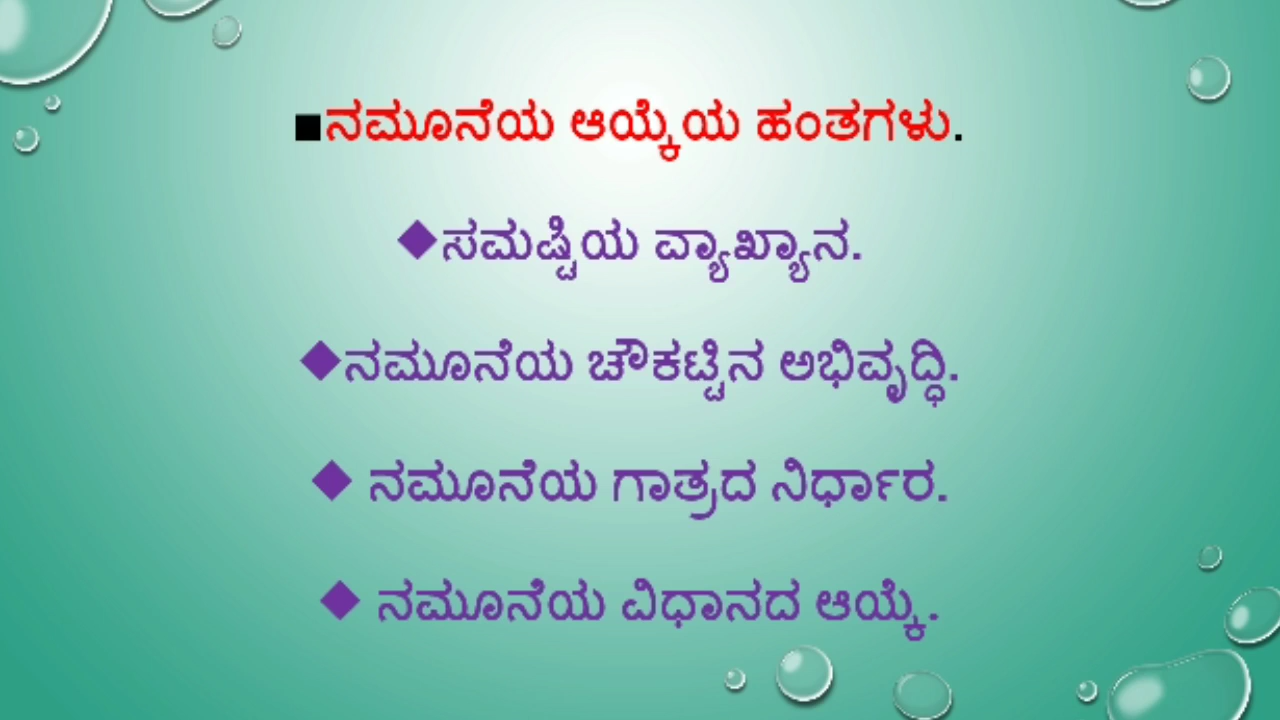 ■ನಮೂನೆಯ ಆಯ್ಕೆಯ ಹಂತಗಳು.
◆ಸಮಷ್ಟಿಯ ವ್ಯಾಖ್ಯಾನ.
◆ನಮೂನೆಯ ಚೌಕಟ್ಟಿನ ಅಭಿವೃದ್ಧಿ.
◆ ನಮೂನೆಯ ಗಾತ್ರದ ನಿರ್ಧಾರ.
◆ ನಮೂನೆಯ ವಿಧಾನದ ಆಯ್ಕೆ.